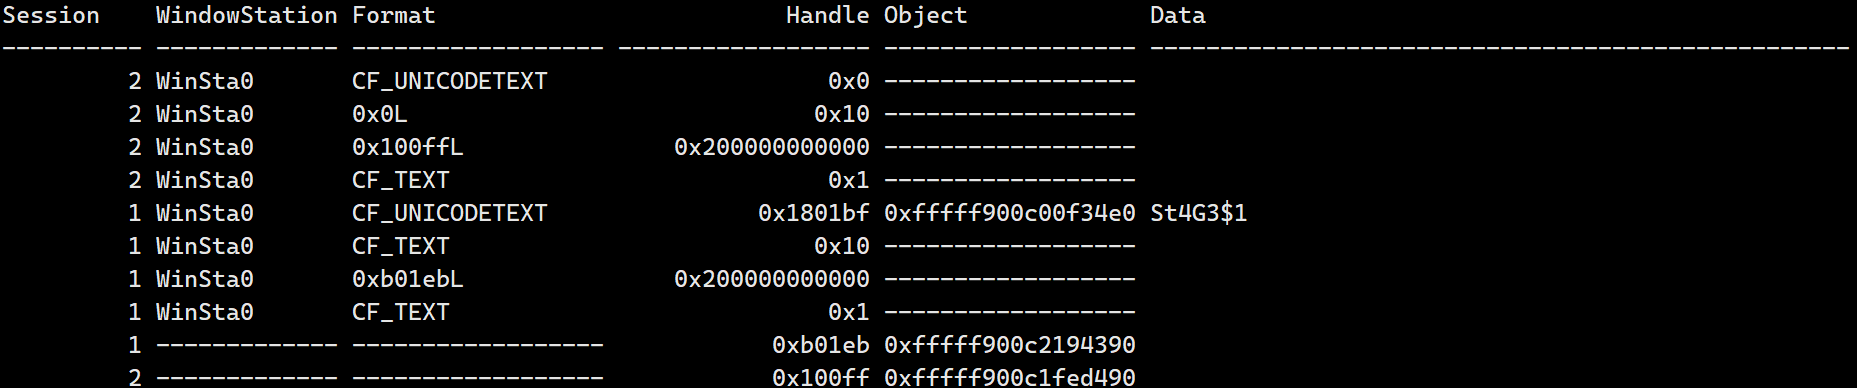 Session    WindowStation Format                         Handle Object             Data
---------- ------------- ------------------ ------------------ ------------------ --------------------------------------------------
         2 WinSta0       CF_UNICODETEXT                    0x0 ------------------
         2 WinSta0       0x0L                             0x10 ------------------
         2 WinSta0       0x100ffL               0x200000000000 ------------------
         2 WinSta0       CF_TEXT                           0x1 ------------------
         1 WinSta0       CF_UNICODETEXT               0x1801bf 0xfffff900c00f34e0 St4G3$1
         1 WinSta0       CF_TEXT                          0x10 ------------------
         1 WinSta0       0xb01ebL               0x200000000000 ------------------
         1 WinSta0       CF_TEXT                           0x1 ------------------
         1 ------------- ------------------            0xb01eb 0xfffff900c2194390
         2 ------------- ------------------            0x100ff 0xfffff900c1fed490